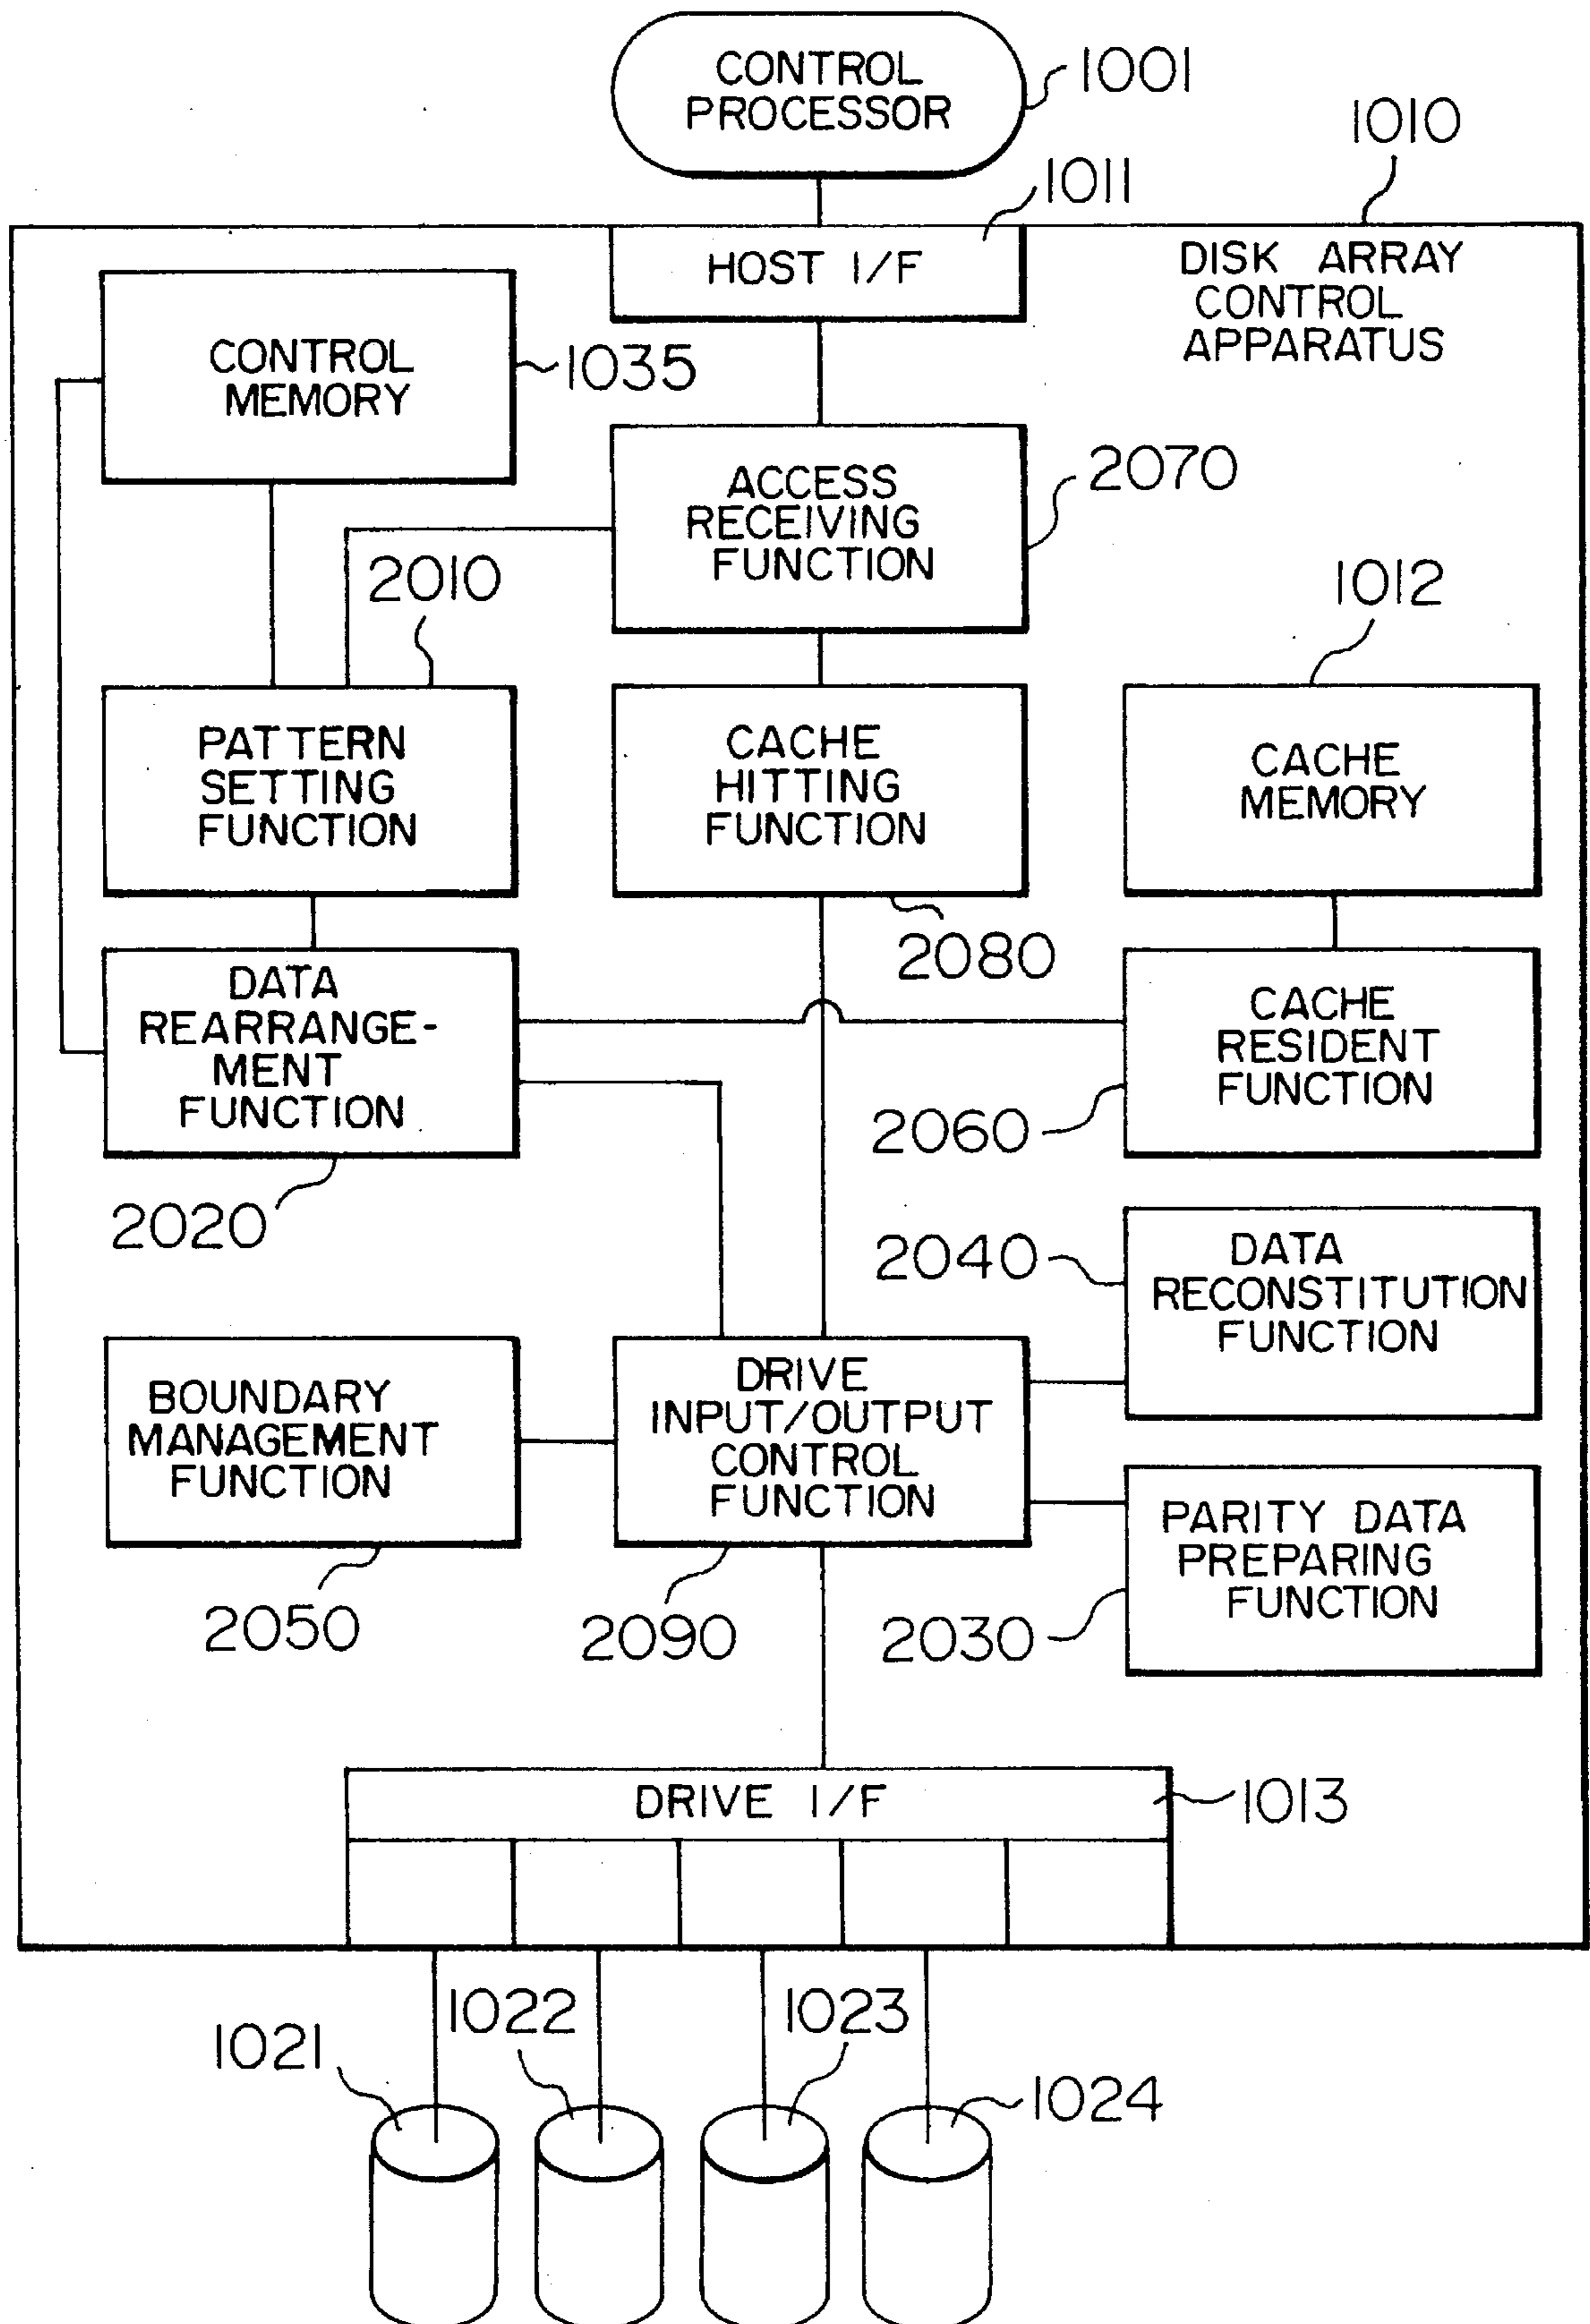 CONTROL
PROCESSOR
1001
1010
1011
HOST I/F
DISK ARRAY
CONTROL
APPARATUS
CONTROL
MEMORY
1035
ACCESS
RECEIVING
FUNCTION
2070
2010
1012
PATTERN
SETTING
FUNCTION
CACHE
HITTING
FUNCTION
CACHE
MEMORY
2080
DATA
REARRANGE-
MENT
FUNCTION
CACHE
RESIDENT
FUNCTION
2060
2020
2040
DATA
RECONSTITUTION
FUNCTION
BOUNDARY
MANAGEMENT
FUNCTION
DRIVE
INPUT/OUTPUT
CONTROL
FUNCTION
PARITY DATA
PREPARING
FUNCTION
2050
2090
2030
DRIVE I/F
1013
1021
1022
1023
1024